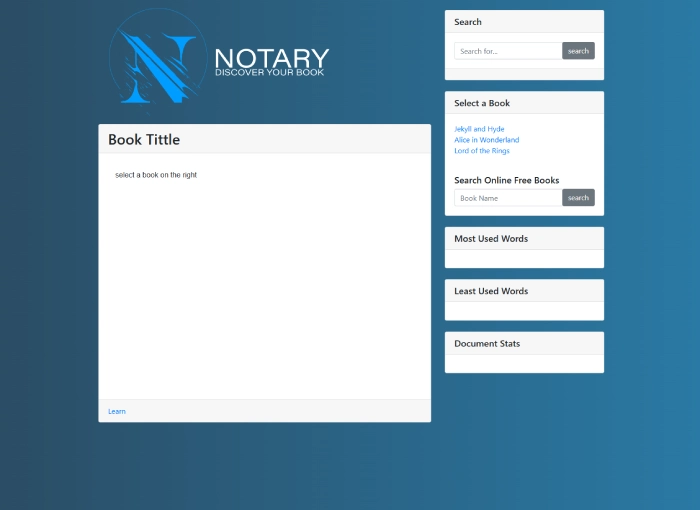 N
NOTARY
DISCOVER YOUR BOOK
Book Tittle
select a book on the right
Learn
Search
Search for...
search
Select a Book
Jekyll and Hyde
Alice in Wonderland
Lord of the Rings
Search Online Free Books
Book Name
search
Most Used Words
Least Used Words
Document Stats